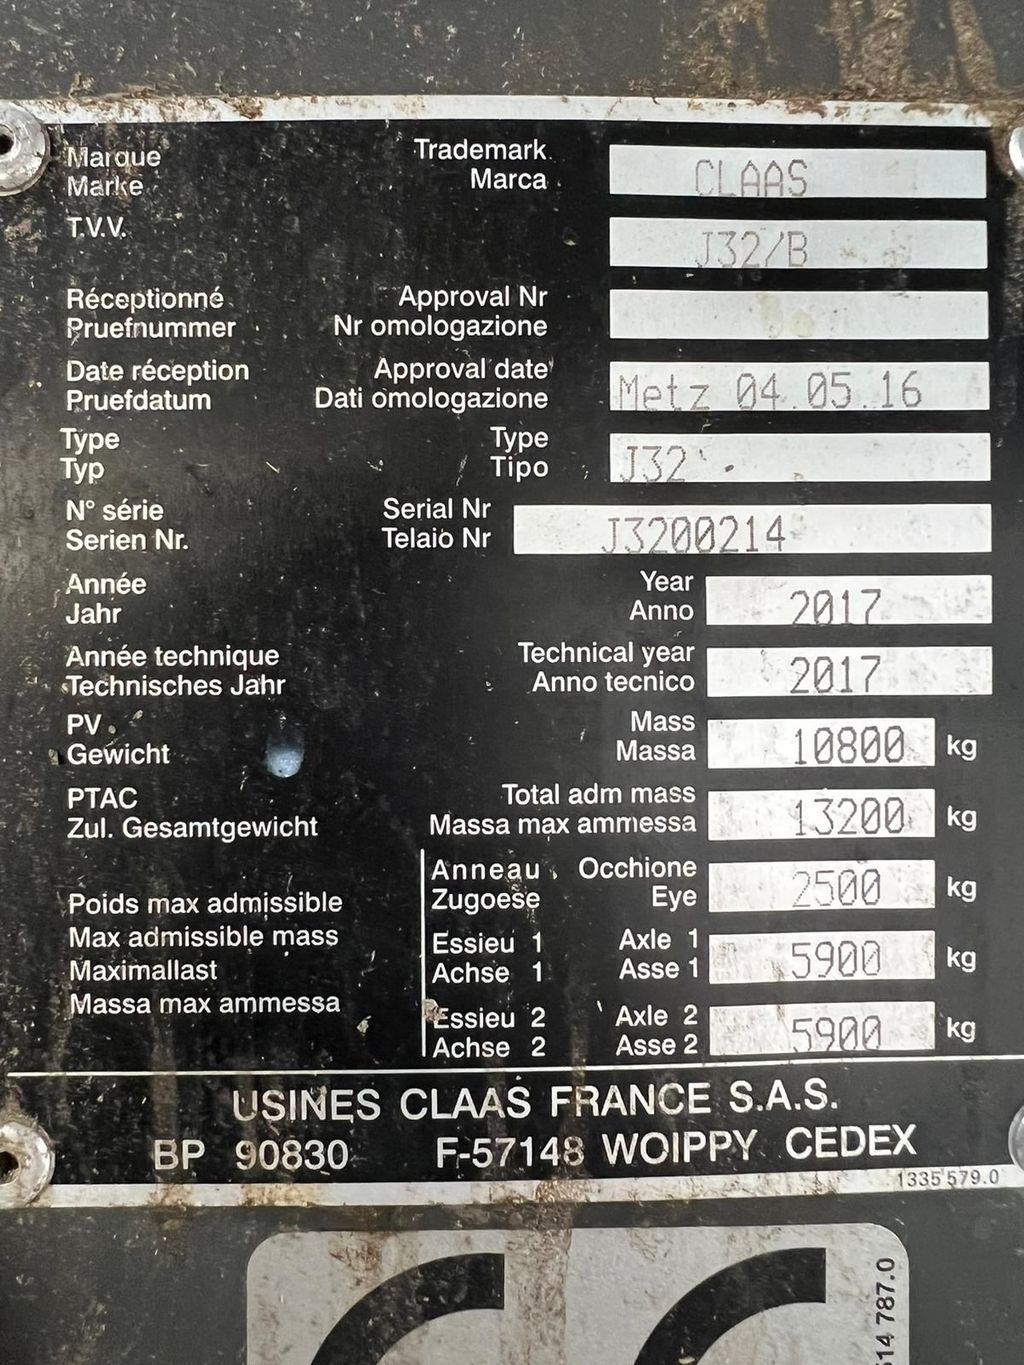 Marque Trademark CLAAS
Marke Marca
T.V.V. J32/B
Réceptionné Approval Nr
Pruefnummer Nr omologazione
Date réception Approval date Metz 04.05.16
Pruefdatum Dati omologazione
Type Type J32
Typ Tipo
N° série Serial Nr J3200214
Serien Nr. Telaio Nr
Année Year 2017
Jahr Anno
Année technique Technical year 2017
Technisches Jahr Anno tecnico
PV Mass 10800 kg
Gewicht Massa
PTAC Total adm mass 13200 kg
Zul. Gesamtgewicht Massa max ammessa
Poids max admissible
Max admissible mass
Maximallast
Massa max ammessa
Anneau Occhione 2500 kg
Zugoese Eye
Essieu 1 Axle 1 5900 kg
Achse 1 Asse 1
Essieu 2 Axle 2 5900 kg
Achse 2 Asse 2
USINES CLAAS FRANCE S.A.S.
BP 90830 F-57148 WOIPPY CEDEX
1335 579.0
CE
787.0